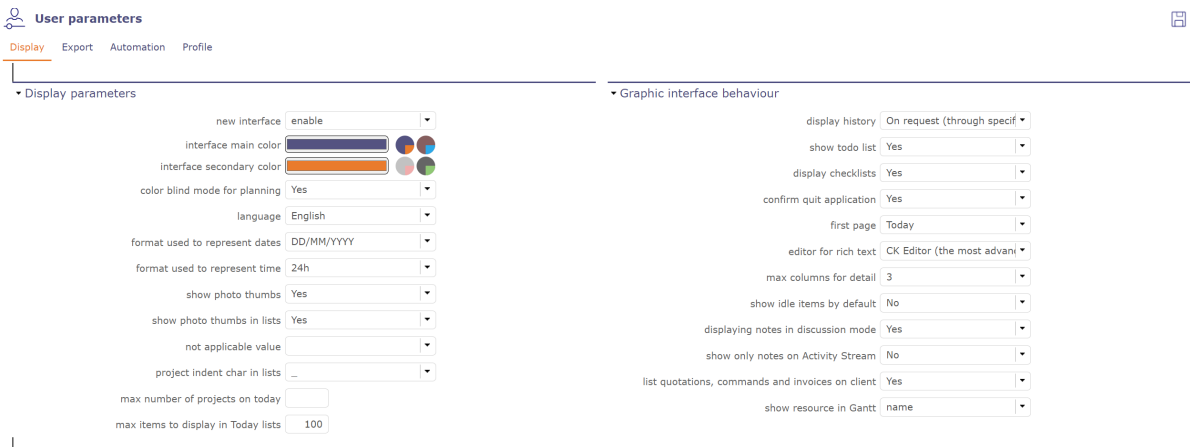 User parameters
Display Export Automation Profile
Display parameters
new interface enable
interface main color
interface secondary color
color blind mode for planning Yes
language English
format used to represent dates DD/MM/YYYY
format used to represent time 24h
show photo thumbs Yes
show photo thumbs in lists Yes
not applicable value
project indent char in lists _
max number of projects on today
max items to display in Today lists 100
Graphic interface behaviour
display history On request (through specif
show todo list Yes
display checklists Yes
confirm quit application Yes
first page Today
editor for rich text CK Editor (the most advan
max columns for detail 3
show idle items by default No
displaying notes in discussion mode Yes
show only notes on Activity Stream No
list quotations, commands and invoices on client Yes
show resource in Gantt name